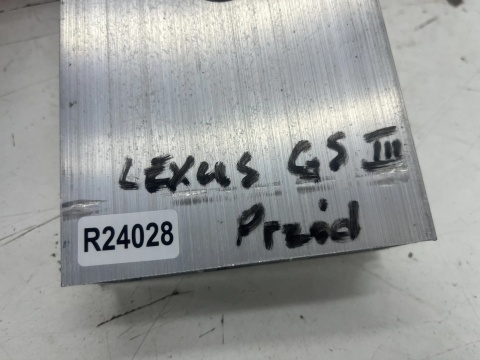 LEXUS GS III
Przód
R24028